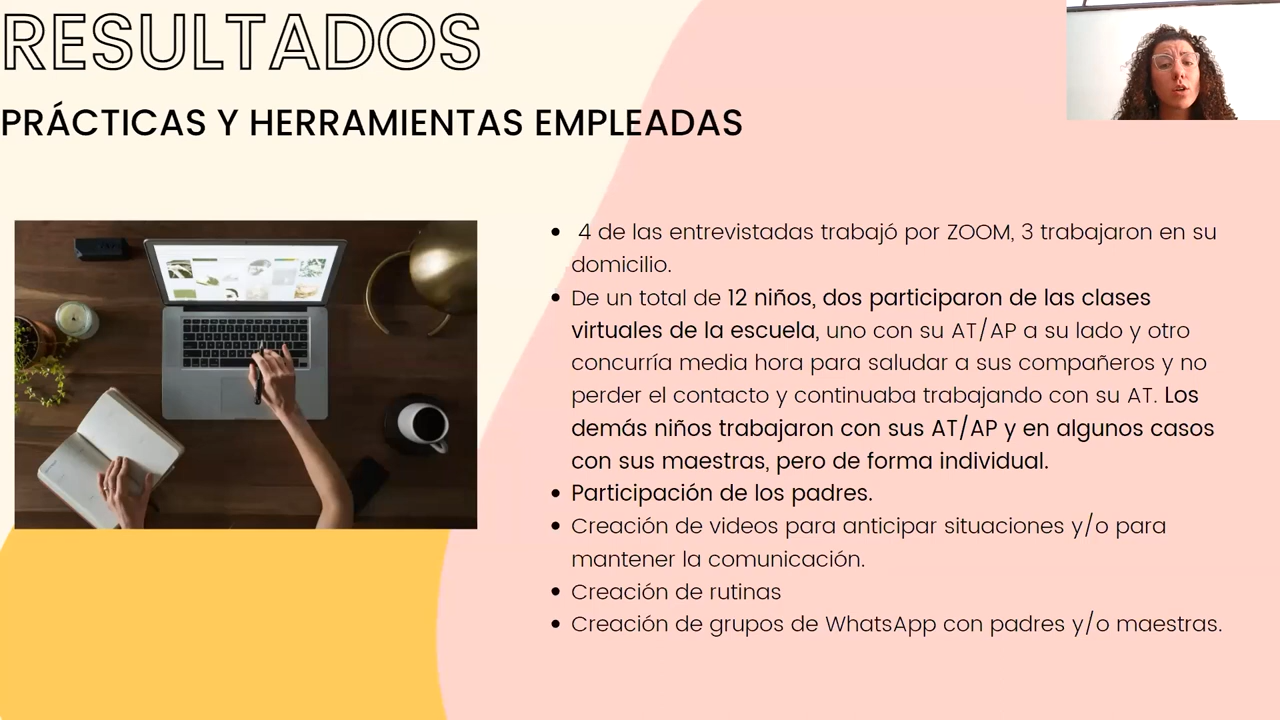 RESULTADOS
PRÁCTICAS Y HERRAMIENTAS EMPLEADAS
• 4 de las entrevistadas trabajó por ZOOM, 3 trabajaron en su
domicilio.
• De un total de 12 niños, dos participaron de las clases
virtuales de la escuela, uno con su AT/AP a su lado y otro
concurría media hora para saludar a sus compañeros y no
perder el contacto y continuaba trabajando con su AT. Los
demás niños trabajaron con sus AT/AP y en algunos casos
con sus maestras, pero de forma individual.
• Participación de los padres.
• Creación de videos para anticipar situaciones y/o para
mantener la comunicación.
• Creación de rutinas
• Creación de grupos de WhatsApp con padres y/o maestras.